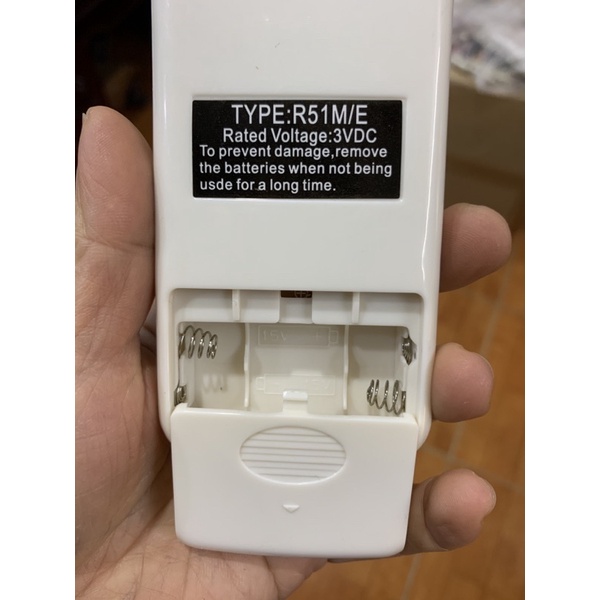 TYPE:R51M/E
Rated Voltage:3VDC
To prevent damage,remove
the batteries when not being
usde for a long time.